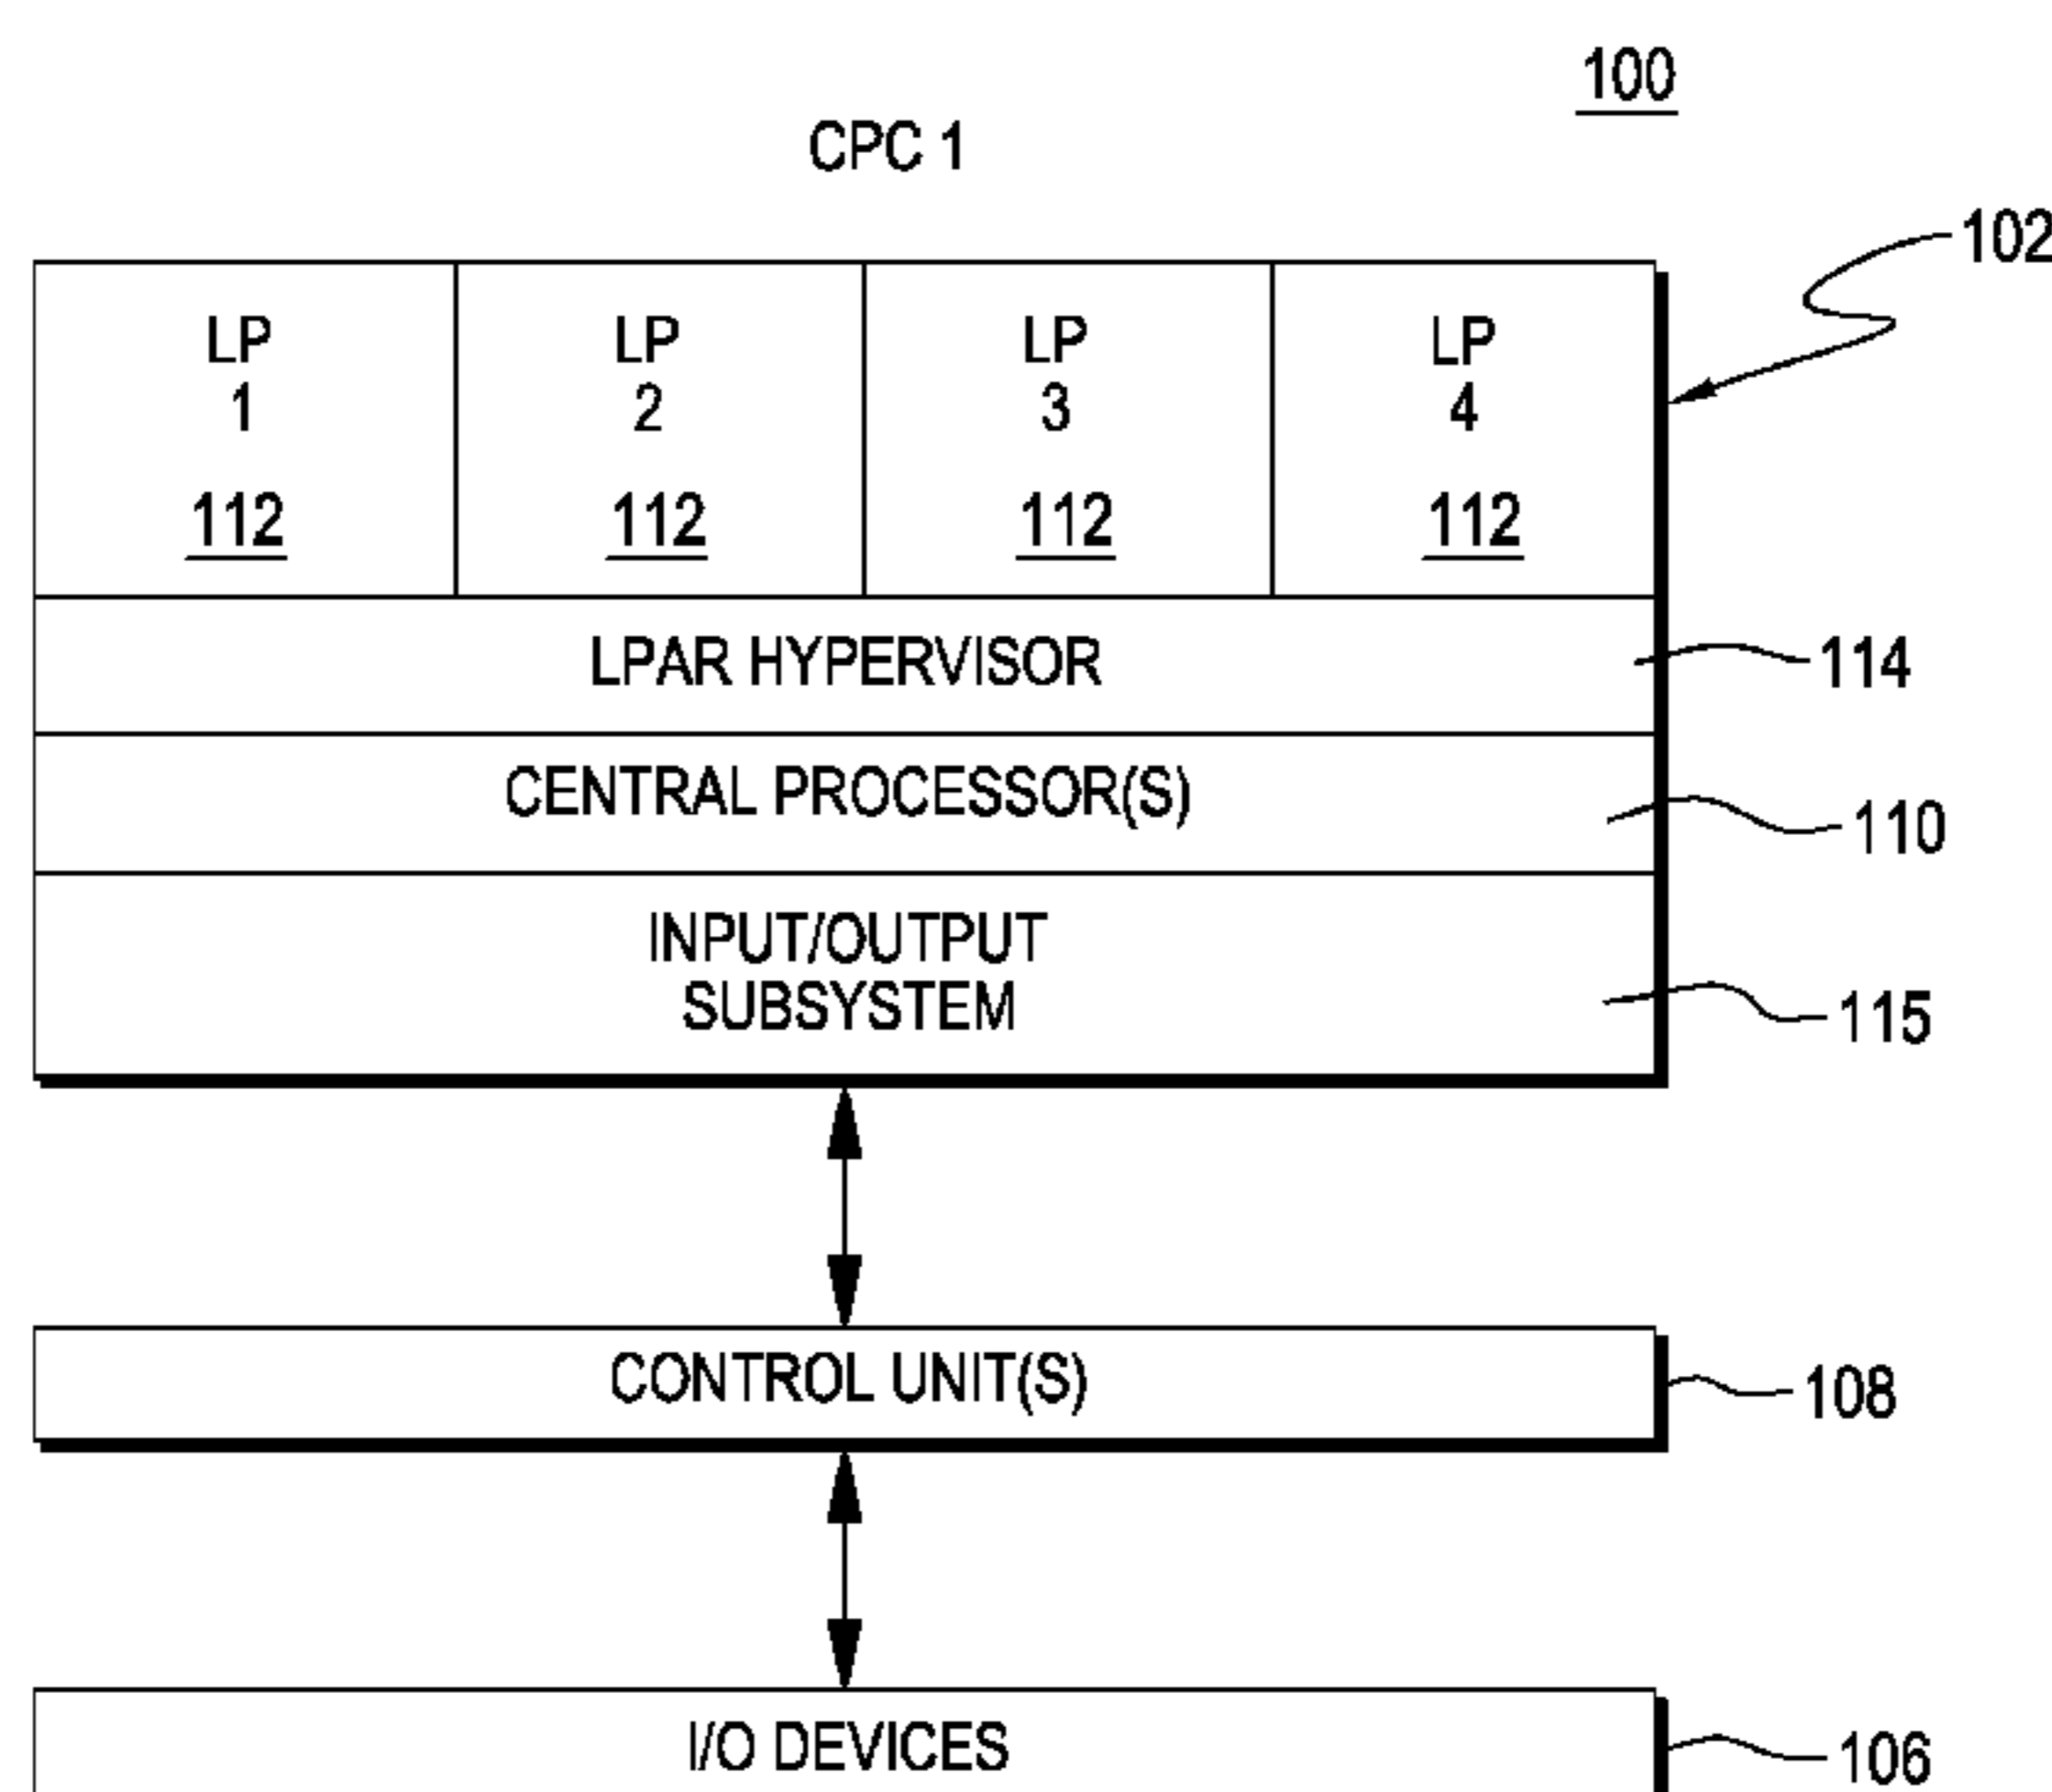 100
CPC 1
102
LP LP LP LP
1 2 3 4
112 112 112 112
LPAR HYPERVISOR
114
CENTRAL PROCESSOR(S)
110
INPUT/OUTPUT
SUBSYSTEM
115
CONTROL UNIT(S)
108
I/O DEVICES
106